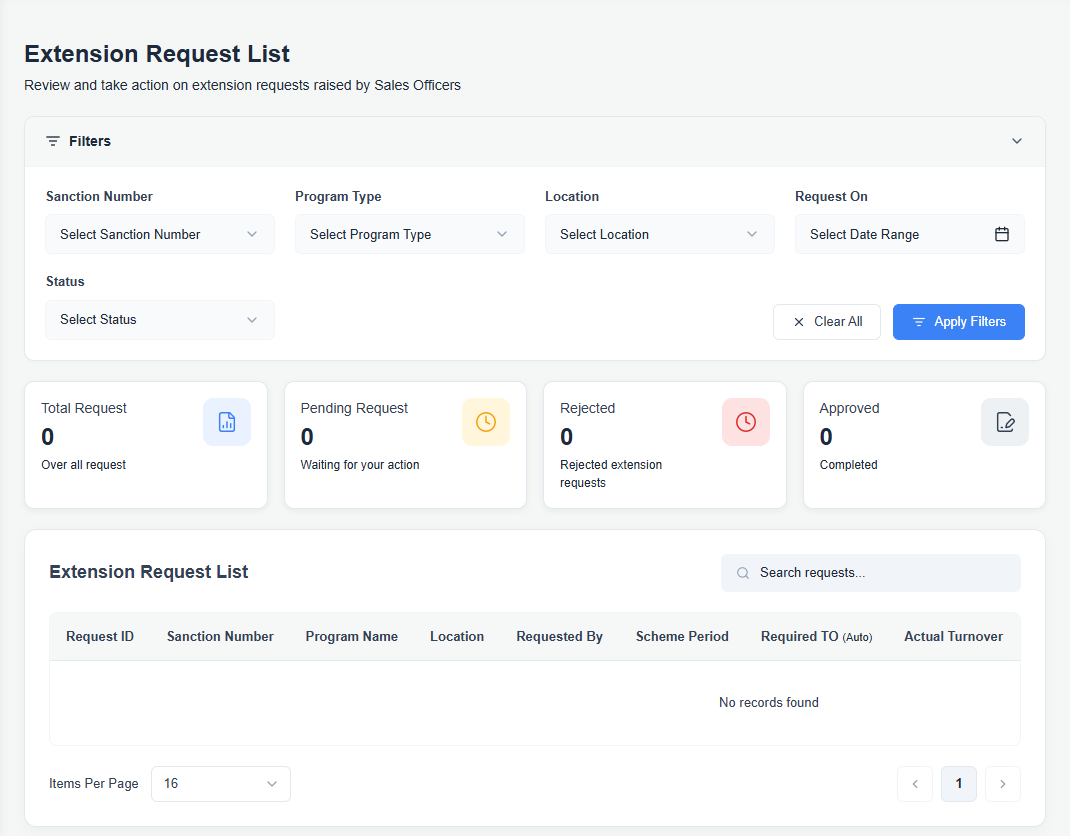 Extension Request List
Review and take action on extension requests raised by Sales Officers
Filters
Sanction Number Program Type Location Request On
Select Sanction Number Select Program Type Select Location Select Date Range
Status
Select Status Clear All Apply Filters
Total Request
0
Over all request
Pending Request
0
Waiting for your action
Rejected
0
Rejected extension
requests
Approved
0
Completed
Extension Request List Search requests...
Request ID Sanction Number Program Name Location Requested By Scheme Period Required TO (Auto) Actual Turnover
No records found
Items Per Page 16 1